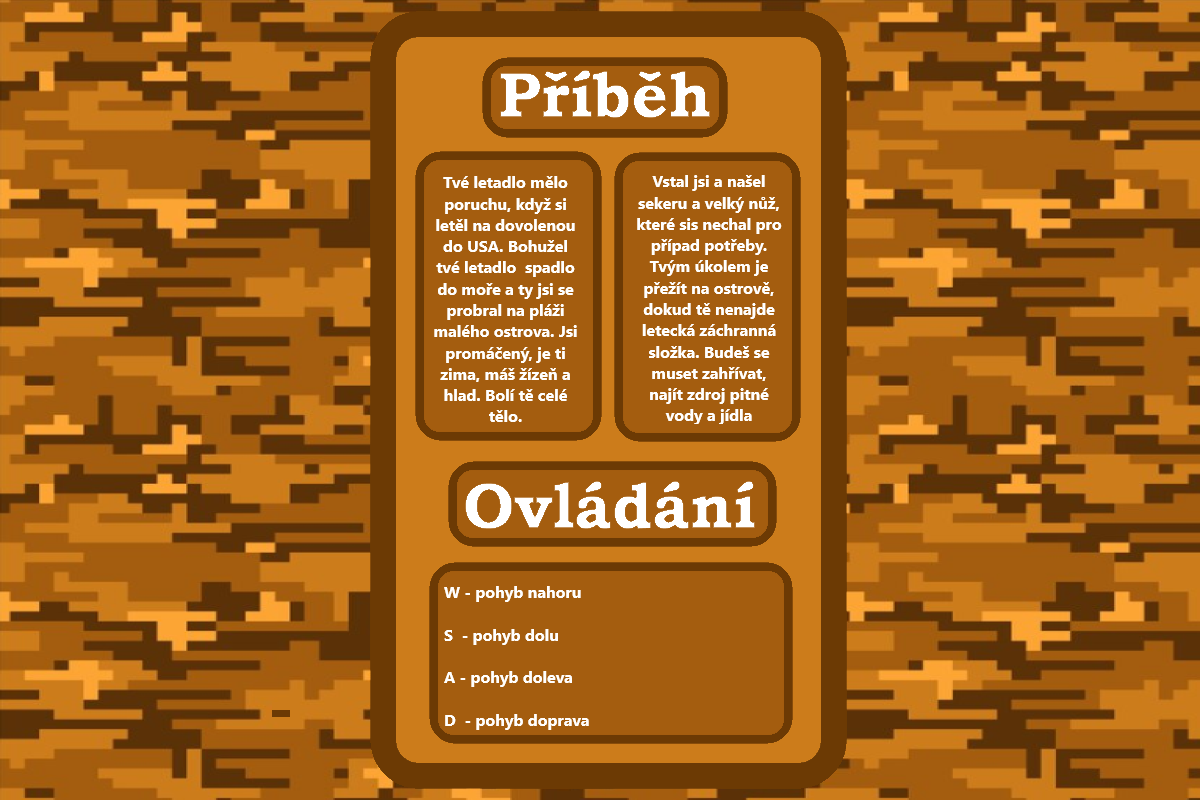 Příběh
Tvé letadlo mělo
poruchu, když si
letěl na dovolenou
do USA. Bohužel
tvé letadlo  spadlo
do moře a ty jsi se
probral na pláži
malého ostrova. Jsi
promáčený, je ti
zima, máš žízeň a
hlad. Bolí tě celé
tělo.
Vstal jsi a našel
sekeru a velký nůž,
které sis nechal pro
případ potřeby.
Tvým úkolem je
přežít na ostrově,
dokud tě nenajde
letecká záchranná
složka. Budeš se
muset zahřívat,
najít zdroj pitné
vody a jídla
Ovládání
W - pohyb nahoru
S  - pohyb dolu
A - pohyb doleva
D  - pohyb doprava